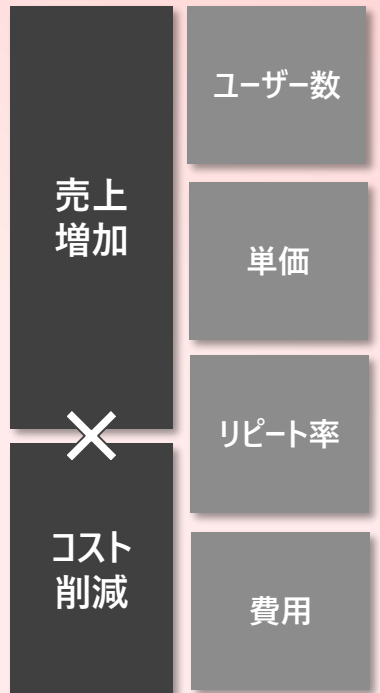 売上
増加
×
コスト
削減
ユーザー数
単価
リピート率
費用